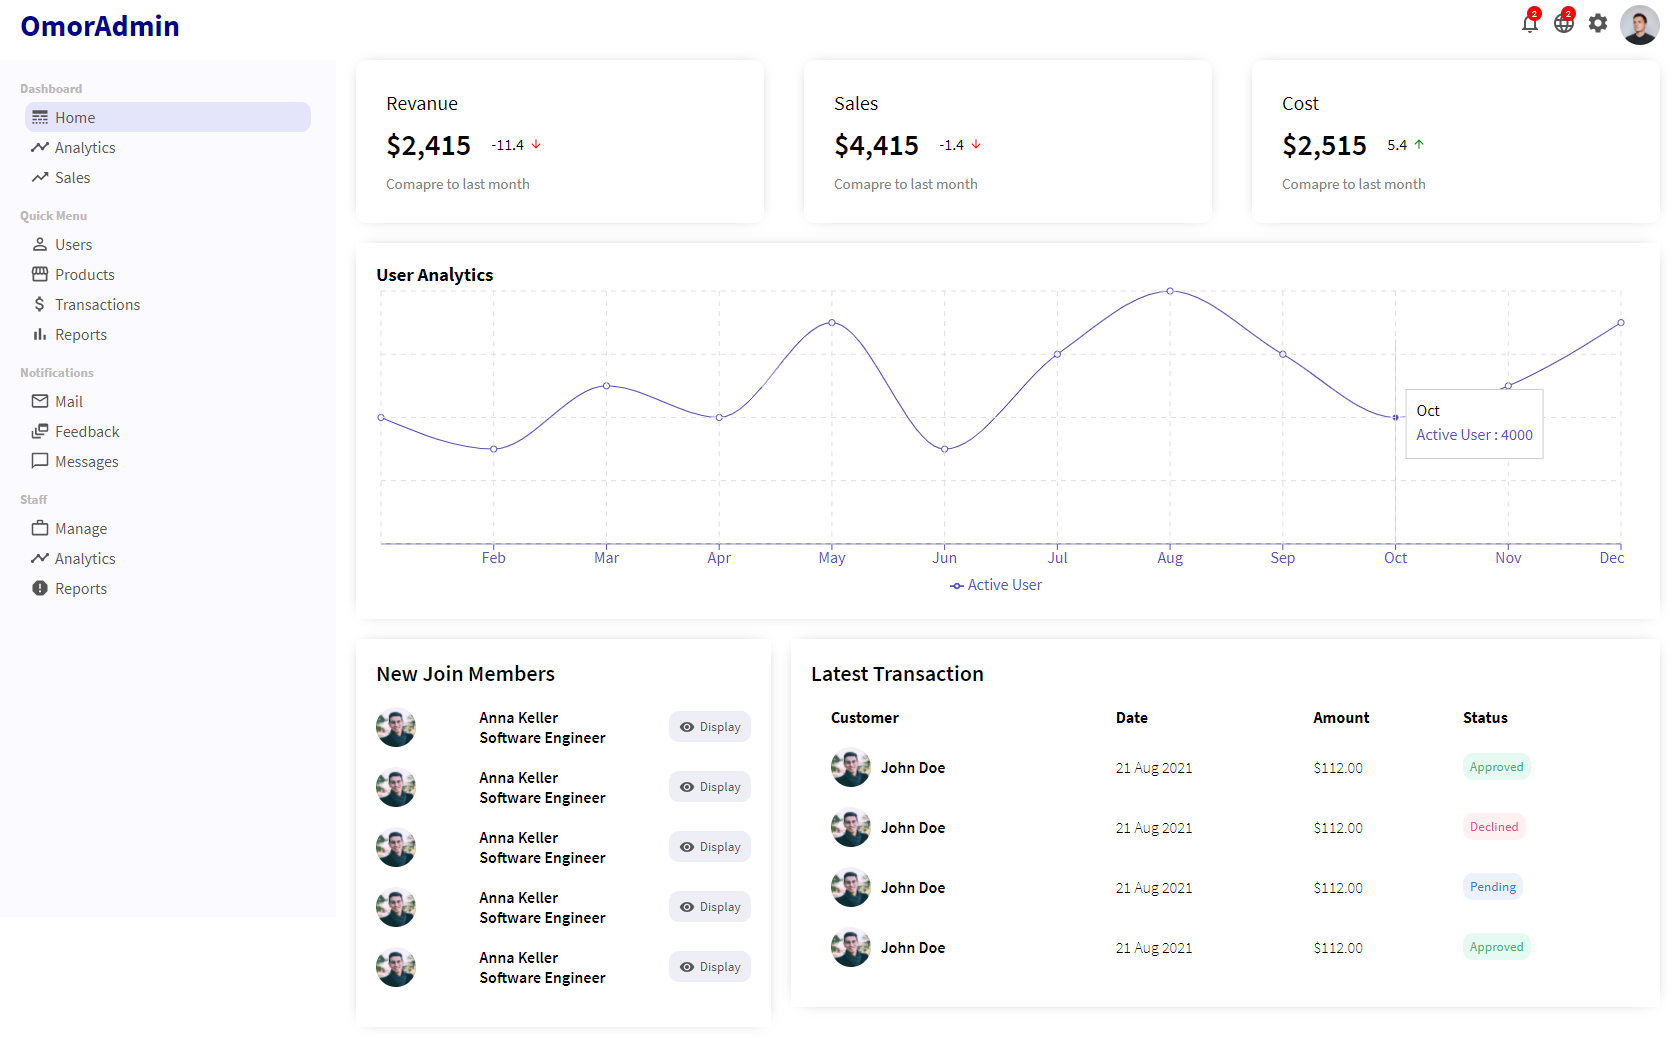 OmorAdmin
2
2
Dashboard
Home
Analytics
Sales
Quick Menu
Users
Products
Transactions
Reports
Notifications
Mail
Feedback
Messages
Staff
Manage
Analytics
Reports
Revanue
$2,415 -11.4
Comapre to last month
Sales
$4,415 -1.4
Comapre to last month
Cost
$2,515 5.4
Comapre to last month
User Analytics
Oct
Active User : 4000
Feb Mar Apr May Jun Jul Aug Sep Oct Nov Dec
Active User
New Join Members
Anna Keller
Software Engineer
Display
Anna Keller
Software Engineer
Display
Anna Keller
Software Engineer
Display
Anna Keller
Software Engineer
Display
Anna Keller
Software Engineer
Display
Latest Transaction
Customer Date Amount Status
John Doe 21 Aug 2021 $112.00 Approved
John Doe 21 Aug 2021 $112.00 Declined
John Doe 21 Aug 2021 $112.00 Pending
John Doe 21 Aug 2021 $112.00 Approved